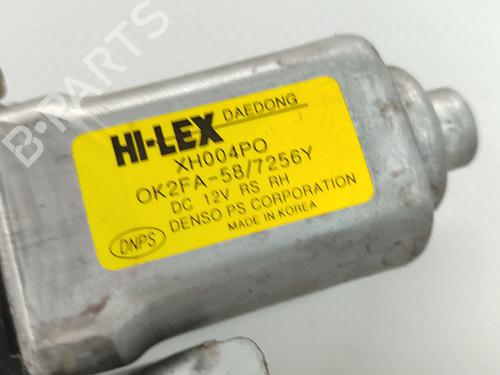 HI-LEX DAEDONG
XH004PO
OK2FA-58/7256Y
DC 12V RS RH
DENSO PS CORPORATION
DNPS MADE IN KOREA
B-PARTS